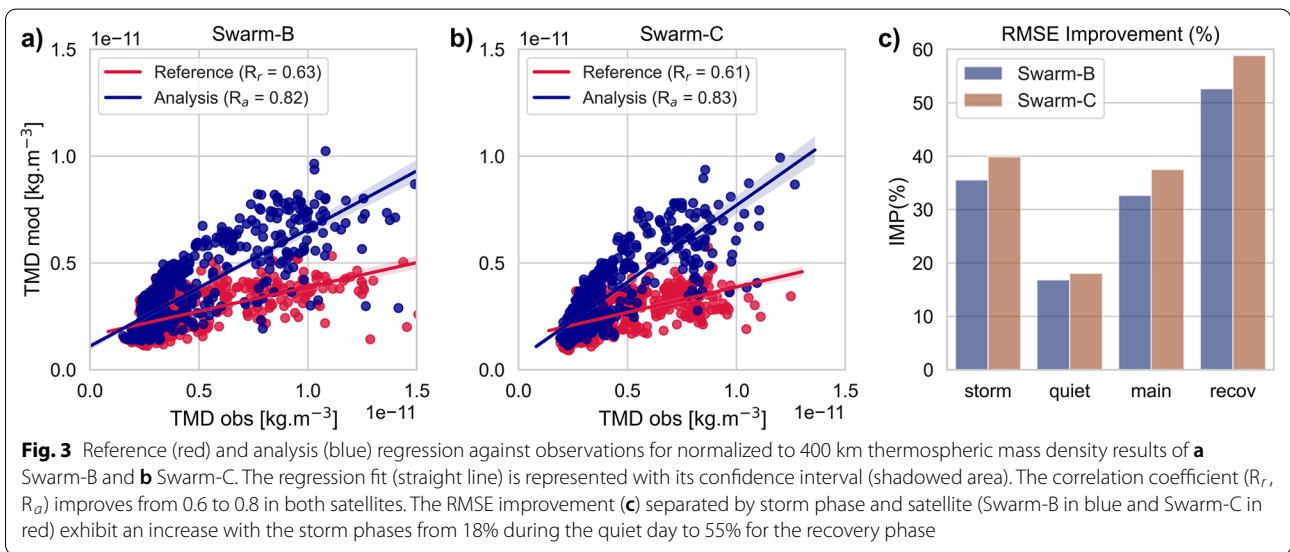 a)
1e−11
Swarm-B
1.5
Reference (Rr = 0.63)
Analysis (Ra = 0.82)
1.0
0.5
0.0
TMD mod [kg.m−3]
0.0
0.5
1.0
1.5
TMD obs [kg.m−3]
1e−11
b)
1e−11
Swarm-C
1.5
Reference (Rr = 0.61)
Analysis (Ra = 0.83)
1.0
0.5
0.0
0.0
0.5
1.0
1.5
TMD obs [kg.m−3]
1e−11
c)
RMSE Improvement (%)
60
50
40
30
20
10
0
IMP(%)
Swarm-B
Swarm-C
storm
quiet
main
recov
Fig. 3 Reference (red) and analysis (blue) regression against observations for normalized to 400 km thermospheric mass density results of a
Swarm-B and b Swarm-C. The regression fit (straight line) is represented with its confidence interval (shadowed area). The correlation coefficient (Rr,
Ra) improves from 0.6 to 0.8 in both satellites. The RMSE improvement (c) separated by storm phase and satellite (Swarm-B in blue and Swarm-C in
red) exhibit an increase with the storm phases from 18% during the quiet day to 55% for the recovery phase